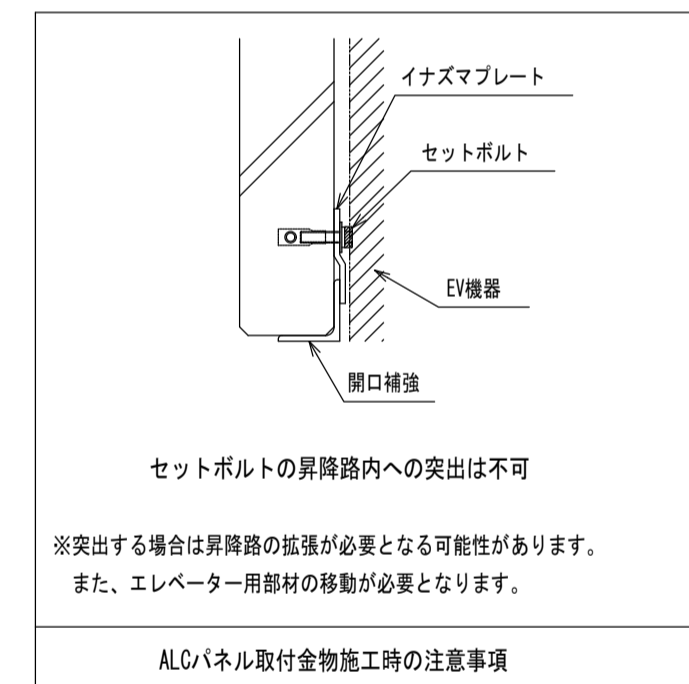 イナズマプレート
セットボルト
EV機器
開口補強
セットボルトの昇降路内への突出は不可
※突出する場合は昇降路の拡張が必要となる可能性があります。
また、エレベーター用部材の移動が必要となります。
ALCパネル取付金物施工時の注意事項